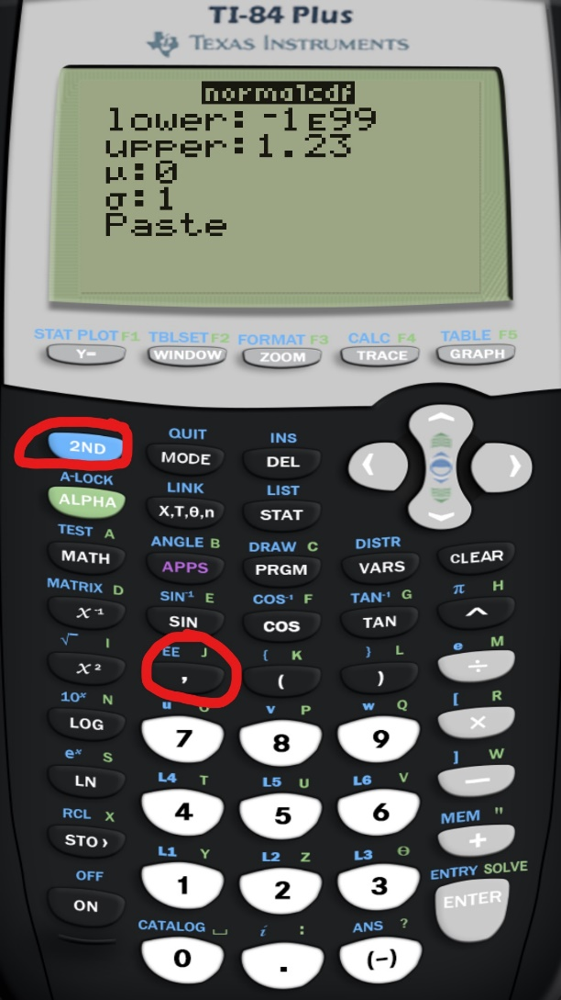 TI-84 Plus
TEXAS INSTRUMENTS
normalcdf
lower: -1E99
upper:1.23
μ:0
σ:1
Paste
STAT PLOT F1 TBLSET F2 FORMAT F3 CALC F4 TABLE F5
Y= WINDOW ZOOM TRACE GRAPH
QUIT INS
2ND MODE DEL
A-LOCK LINK LIST
ALPHA X,T,θ,n STAT
TEST A ANGLE B DRAW C DISTR
MATH APPS PRGM VARS CLEAR
MATRIX D SIN⁻¹ E COS⁻¹ F TAN⁻¹ G π H
x⁻¹ SIN COS TAN ^
√‾ I EE J { K } L e M
x² , ( ) ÷
10ˣ N u O v P w Q [ R
LOG 7 8 9 ×
eˣ S L4 T L5 U L6 V ] W
LN 4 5 6 −
RCL X L1 Y L2 Z L3 θ MEM "
STO› 1 2 3 +
OFF CATALOG ⎵ i : ANS ? ENTRY SOLVE
ON 0 . (−) ENTER